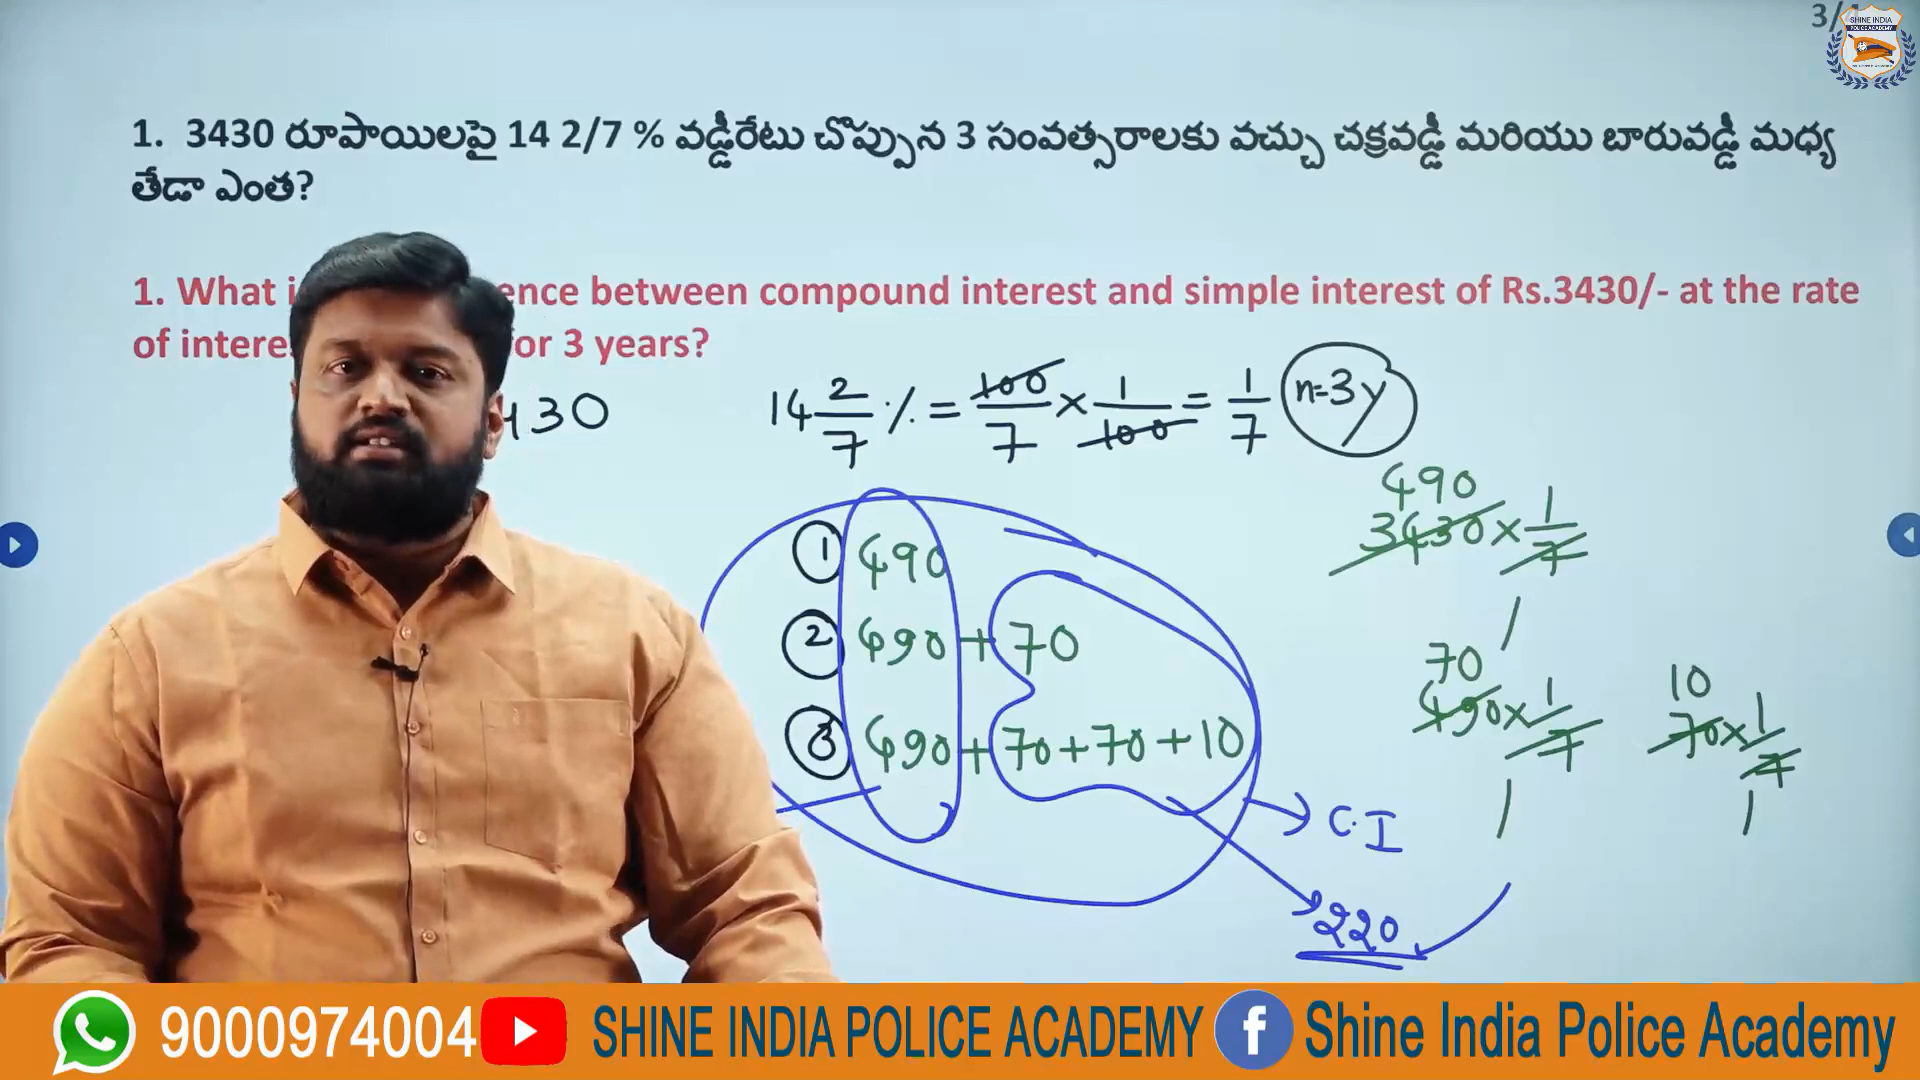 3/
SHINE INDIA
POLICE ACADEMY
1. 3430 రూపాయిలపై 14 2/7 % వడ్డీరేటు చొప్పున 3 సంవత్సరాలకు వచ్చు చక్రవడ్డీ మరియు బారువడ్డీ మధ్య
తేడా ఎంత?
1. What i ence between compound interest and simple interest of Rs.3430/- at the rate
of intere or 3 years?
430
14 2/7 % = 100/7 × 1/100 = 1/7 n=3y
490
3430 × 1/7
① 490
② 490 + 70
③ 490 + 70 + 70 + 10
70
490 × 1/7
10
70 × 1/7
C.I
220
9000974004 SHINE INDIA POLICE ACADEMY f Shine India Police Academy